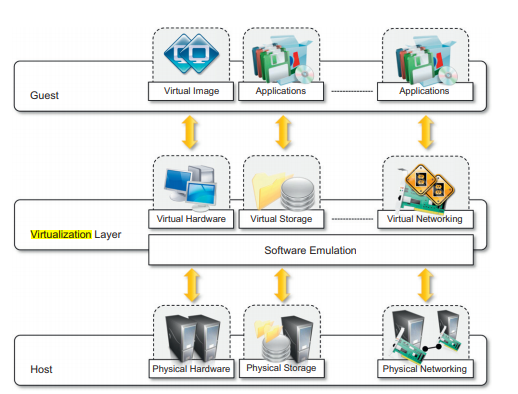 Guest
Virtual Image
Applications
Applications
Virtualization Layer
Virtual Hardware
Virtual Storage
Virtual Networking
Software Emulation
Host
Physical Hardware
Physical Storage
Physical Networking